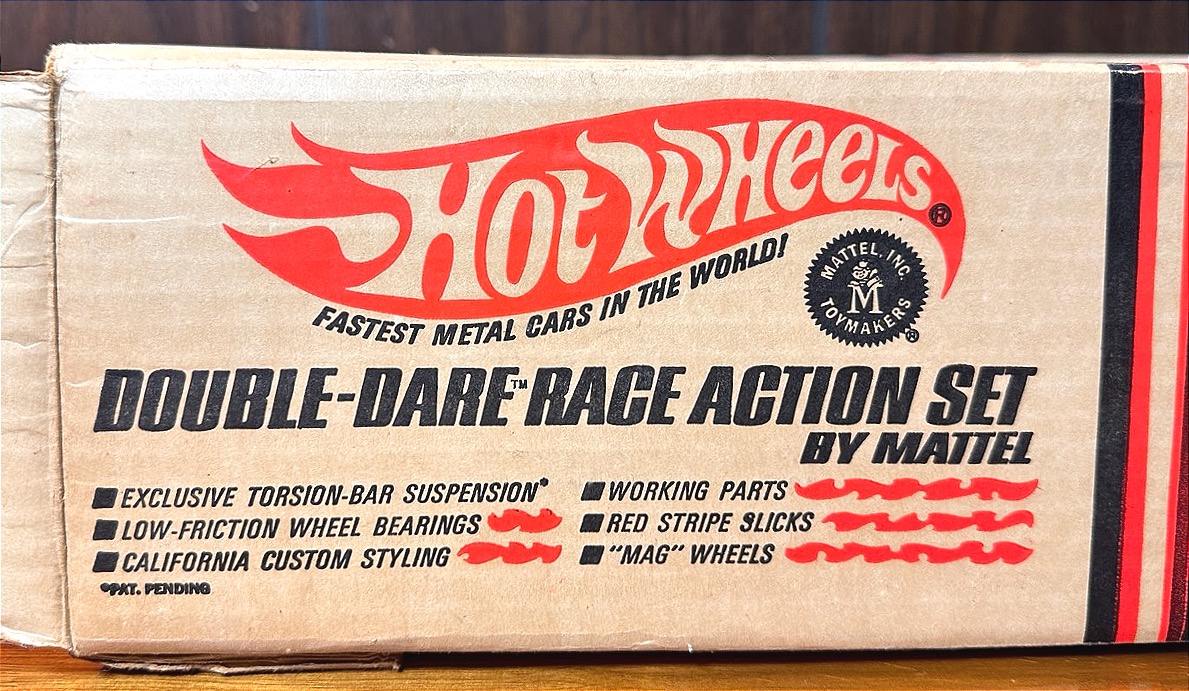 HOT WHEELS®
FASTEST METAL CARS IN THE WORLD!
MATTEL, INC.
M
TOYMAKERS
®
DOUBLE-DARE™ RACE ACTION SET
BY MATTEL
■ EXCLUSIVE TORSION-BAR SUSPENSION*
■ LOW-FRICTION WHEEL BEARINGS
■ CALIFORNIA CUSTOM STYLING
*PAT. PENDING
■ WORKING PARTS
■ RED STRIPE SLICKS
■ "MAG" WHEELS